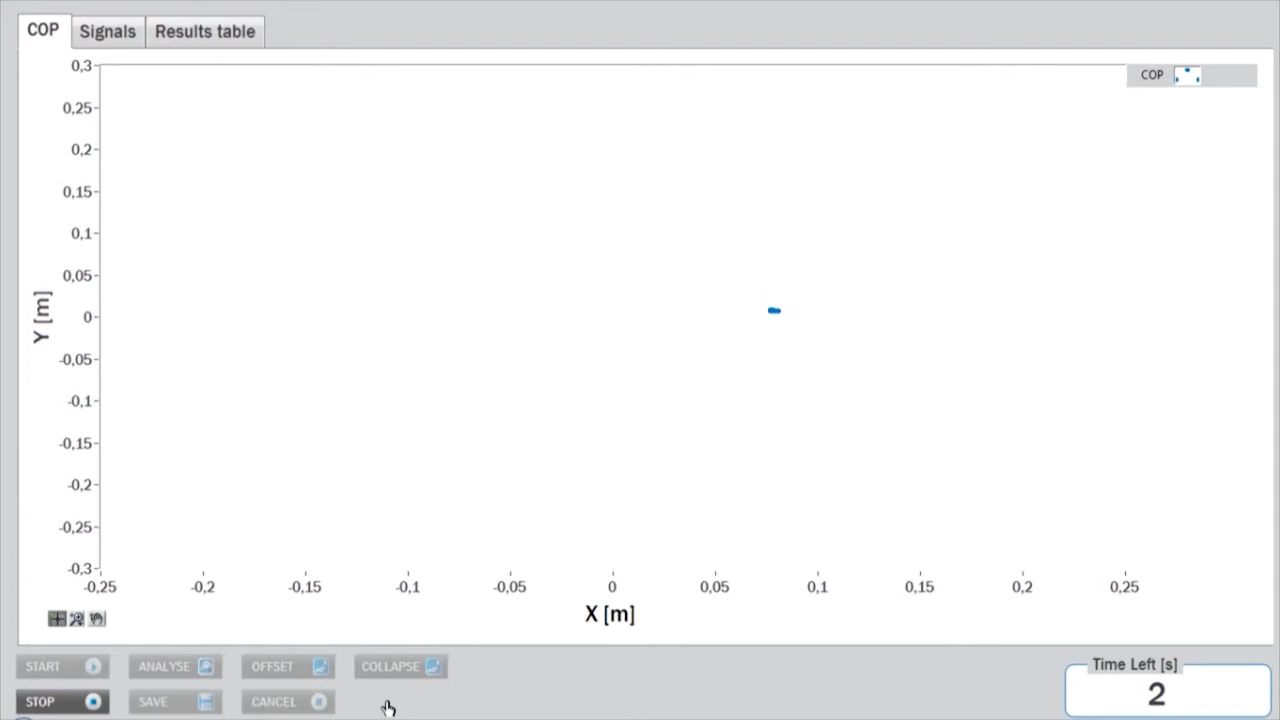 COP Signals Results table
COP
0,3
0,25
0,2
0,15
0,1
0,05
0
-0,05
-0,1
-0,15
-0,2
-0,25
-0,3
Y [m]
-0,25 -0,2 -0,15 -0,1 -0,05 0 0,05 0,1 0,15 0,2 0,25
X [m]
START ANALYSE OFFSET COLLAPSE
STOP SAVE CANCEL
Time Left [s]
2